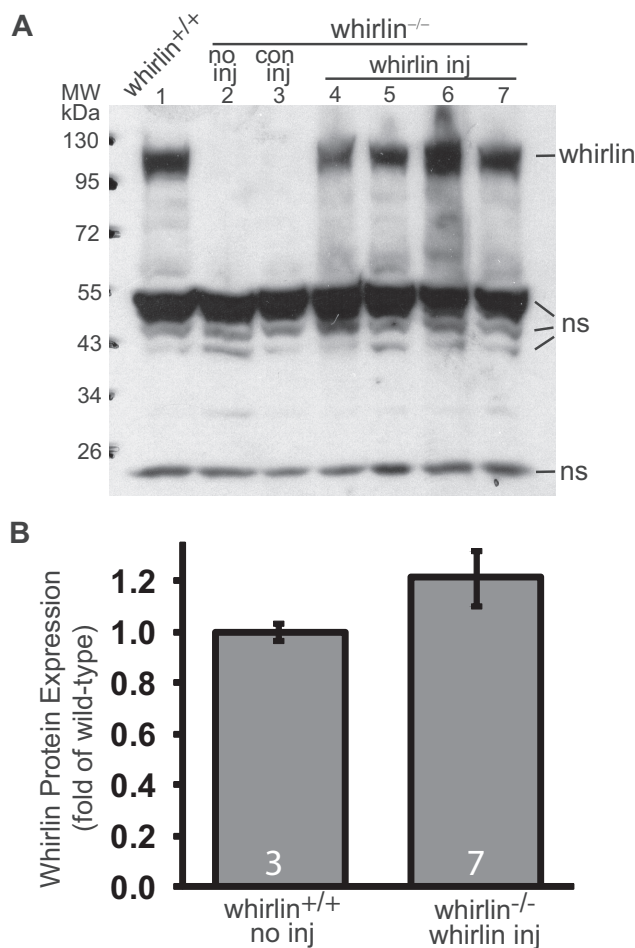 A
whirlin+/+
whirlin–/–
no inj
con inj
whirlin inj
MW kDa
1 2 3 4 5 6 7
130
whirlin
95
72
55
ns
43
34
26
ns
B
Whirlin Protein Expression
(fold of wild-type)
1.2
1.0
0.8
0.6
0.4
0.2
0.0
3
7
whirlin+/+
no inj
whirlin-/-
whirlin inj